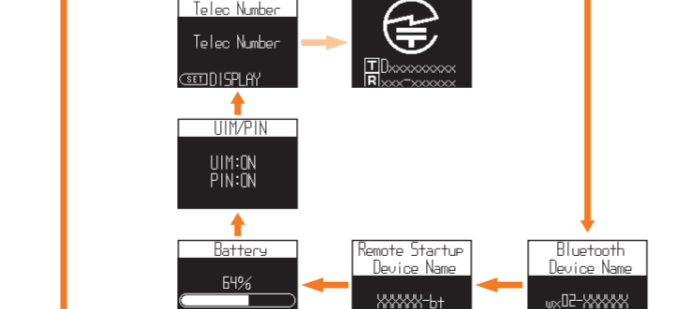 Telec Number
Telec Number
SET DISPLAY
T Dxxxxxxxxx
R xxx-xxxxxx
UIM/PIN
UIM:ON
PIN:ON
Battery
64%
Remote Startup
Device Name
XXXXXX-bt
Bluetooth
Device Name
wx02-XXXXXX